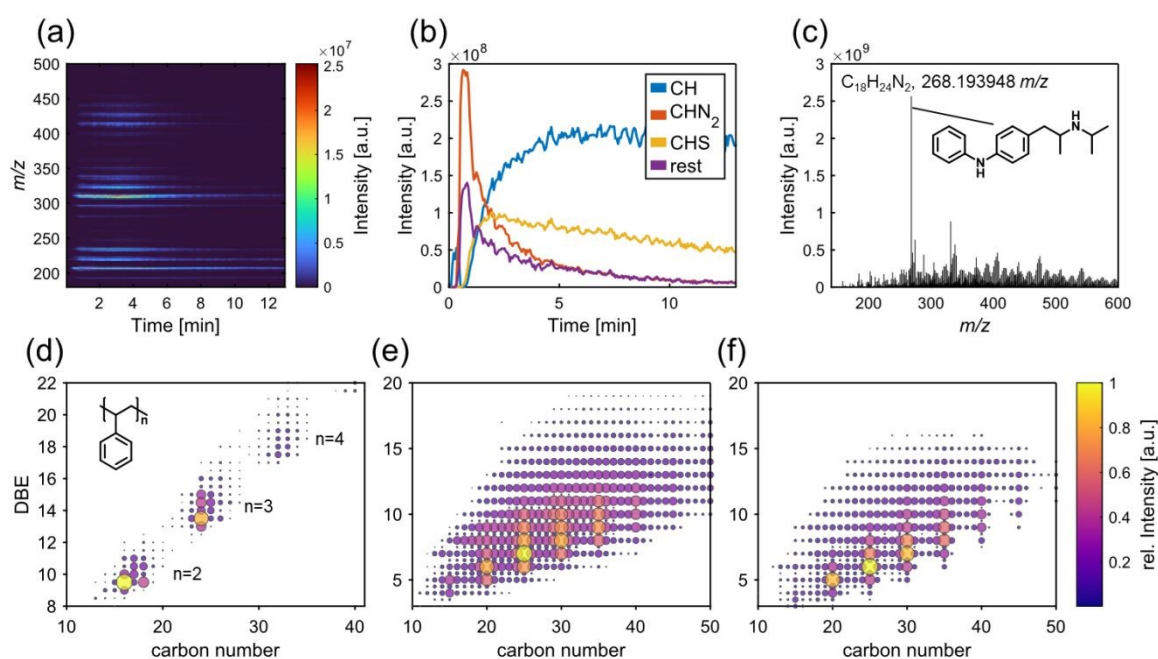 (a)
×10⁷
500
450
400
350
300
250
200
m/z
2 4 6 8 10 12
Time [min]
2.5
2
1.5
1
0.5
0
Intensity [a.u.]
(b)
×10⁸
3
2.5
2
1.5
1
0.5
0
Intensity [a.u.]
CH
CHN₂
CHS
rest
0 5 10
Time [min]
(c)
×10⁹
3
2.5
2
1.5
1
0.5
0
Intensity [a.u.]
C₁₈H₂₄N₂, 268.193948 m/z
H
N
N
H
200 300 400 500 600
m/z
(d)
22
20
18
16
14
12
10
8
DBE
n
n=4
n=3
n=2
10 20 30 40
carbon number
(e)
20
15
10
5
10 20 30 40 50
carbon number
(f)
20
15
10
5
10 20 30 40 50
carbon number
1
0.8
0.6
0.4
0.2
rel. Intensity [a.u.]